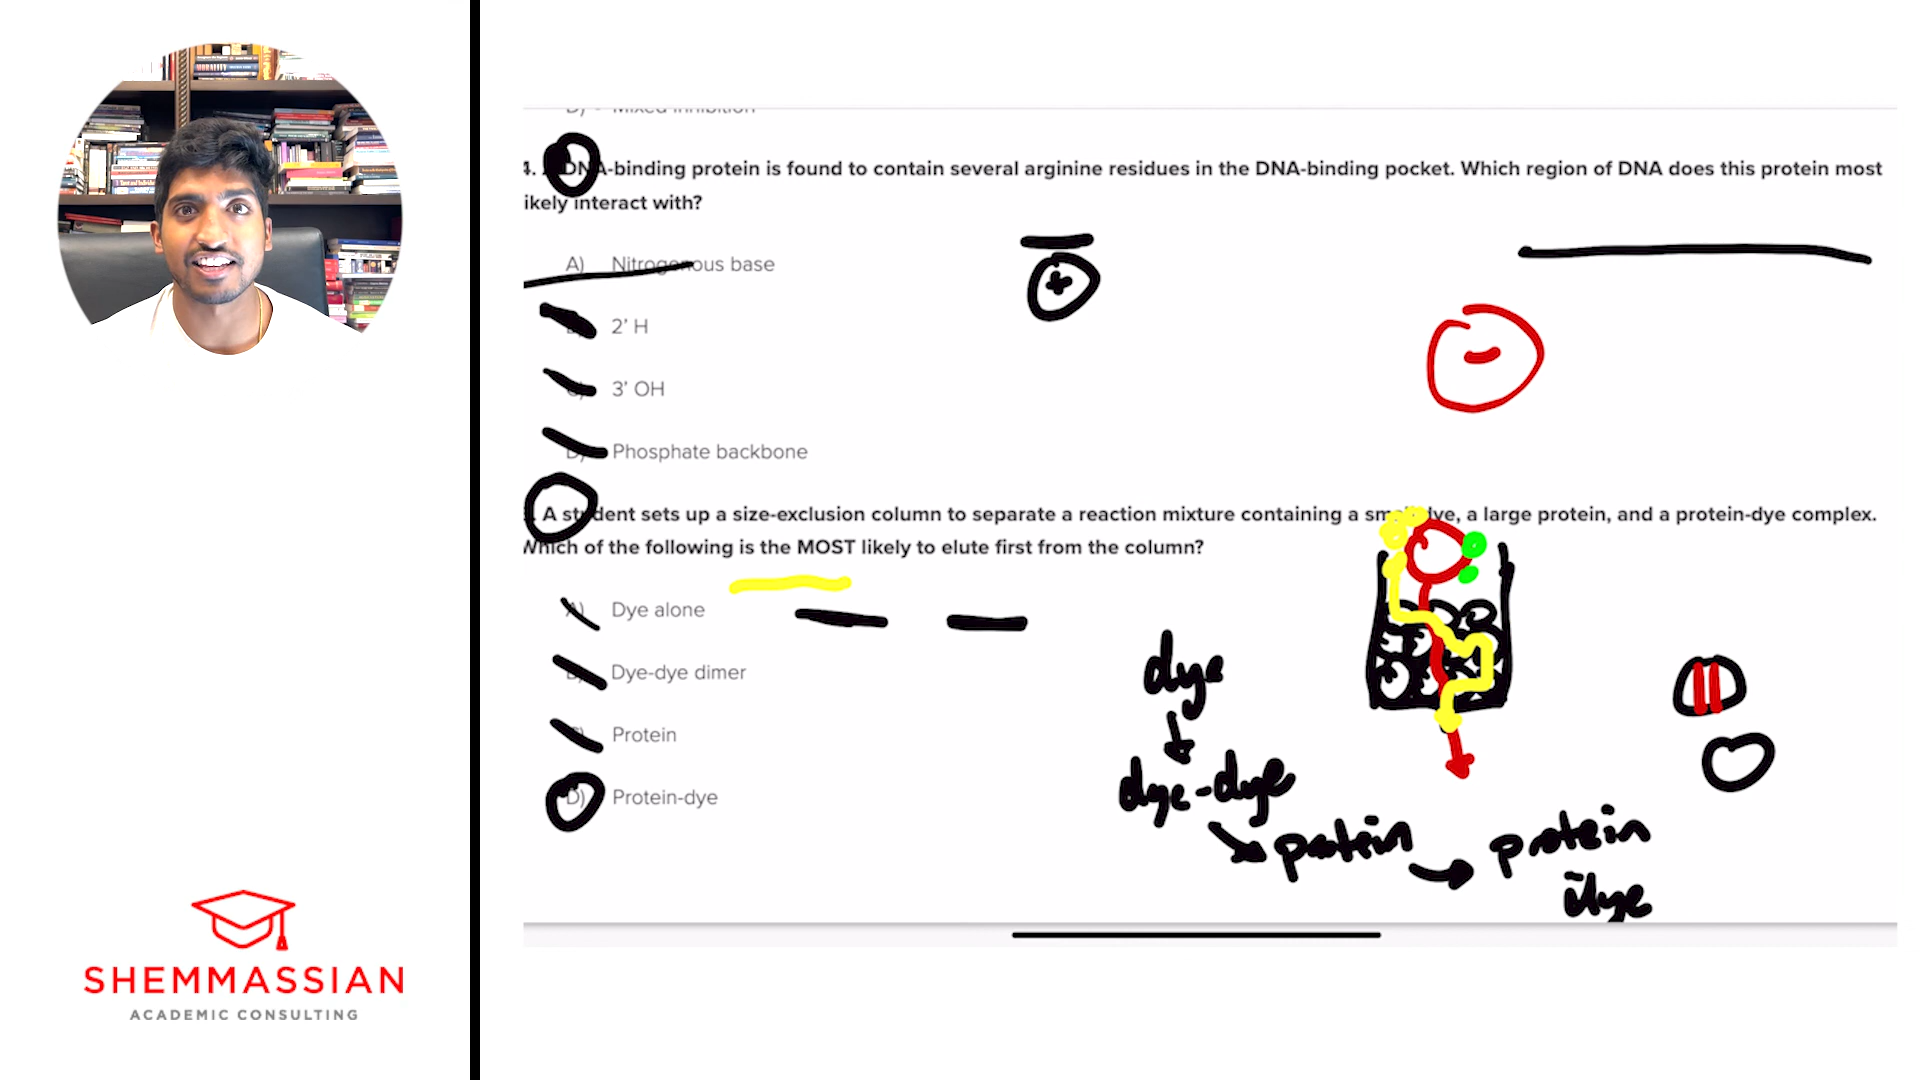 SHEMMASSIAN
ACADEMIC CONSULTING
4. DNA-binding protein is found to contain several arginine residues in the DNA-binding pocket. Which region of DNA does this protein most
ikely interact with?
A) Nitrogenous base
2' H
3' OH
Phosphate backbone
A student sets up a size-exclusion column to separate a reaction mixture containing a dye, a large protein, and a protein-dye complex.
Which of the following is the MOST likely to elute first from the column?
A) Dye alone
Dye-dye dimer
Protein
D) Protein-dye
+
-
dye
dye-dye
protein
protein
dye